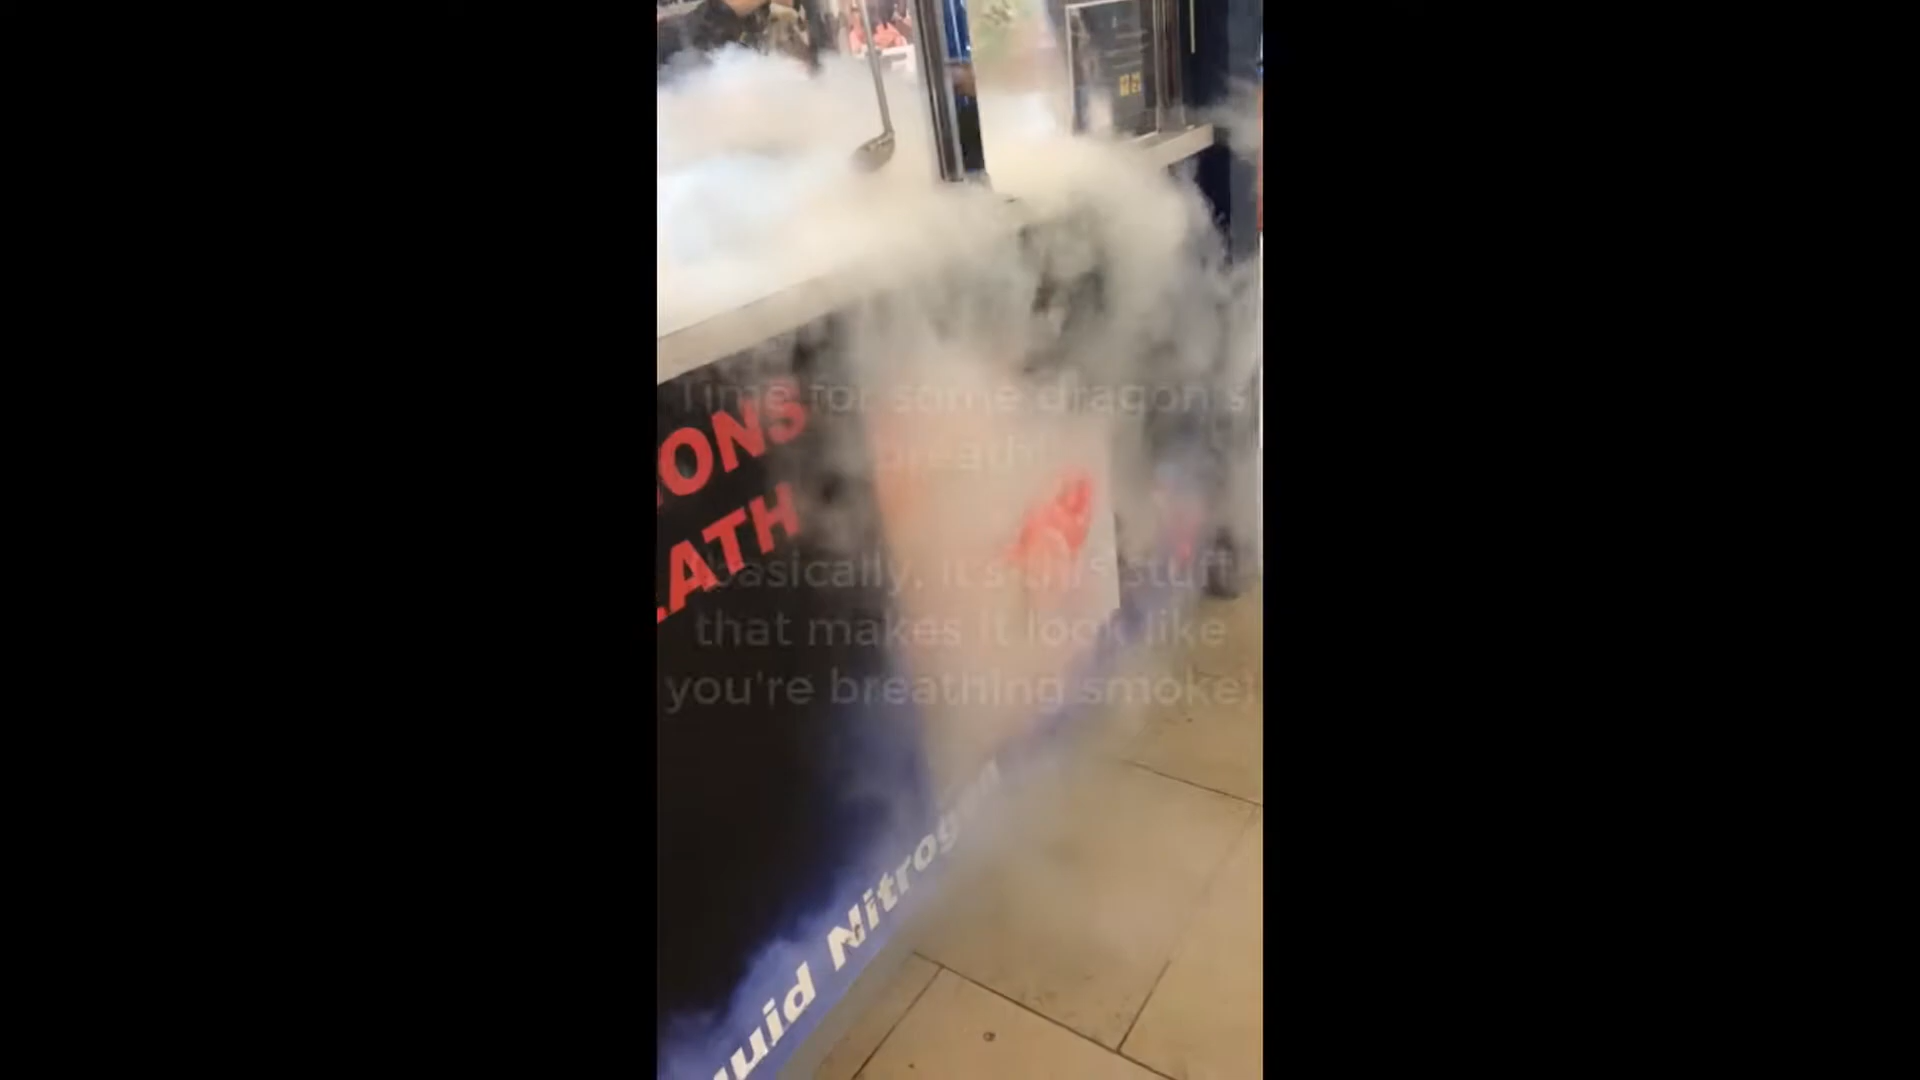 Time for some dragon's
breath!
basically, it's this stuff
that makes it look like
you're breathing smoke)
ONS
ATH
uid Nitrogen